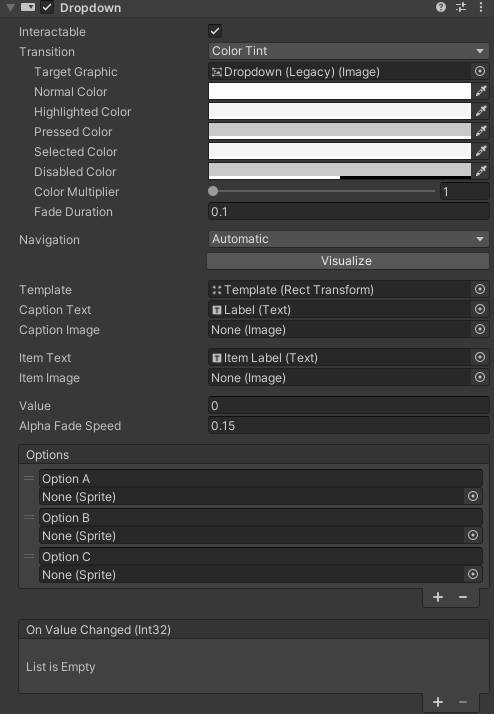 Dropdown
Interactable
Transition Color Tint
Target Graphic Dropdown (Legacy) (Image)
Normal Color
Highlighted Color
Pressed Color
Selected Color
Disabled Color
Color Multiplier 1
Fade Duration 0.1
Navigation Automatic
Visualize
Template Template (Rect Transform)
Caption Text Label (Text)
Caption Image None (Image)
Item Text Item Label (Text)
Item Image None (Image)
Value 0
Alpha Fade Speed 0.15
Options
Option A
None (Sprite)
Option B
None (Sprite)
Option C
None (Sprite)
On Value Changed (Int32)
List is Empty